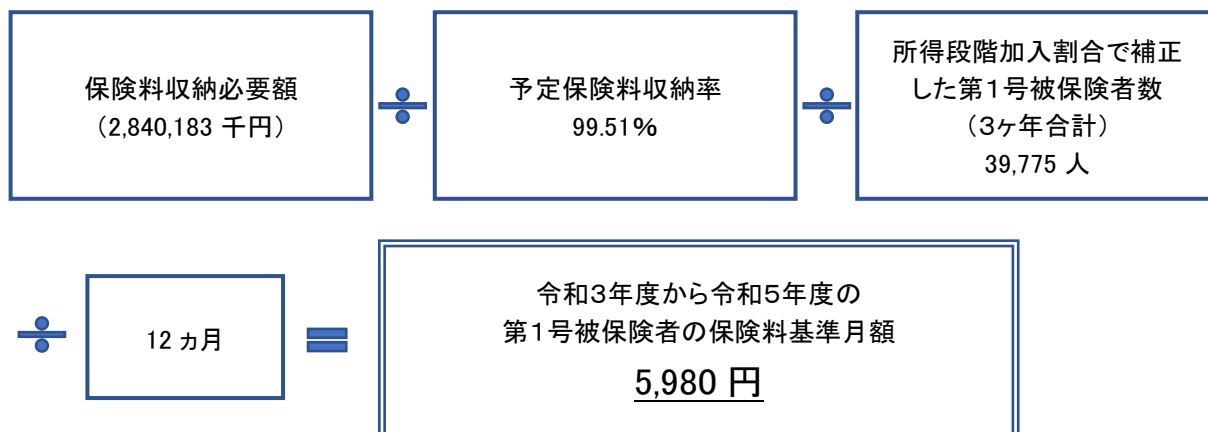 保険料収納必要額
（2,840,183 千円）
÷
予定保険料収納率
99.51%
÷
所得段階加入割合で補正
した第１号被保険者数
（３ヶ年合計）
39,775 人
÷
12 ヵ月
＝
令和３年度から令和５年度の
第１号被保険者の保険料基準月額
5,980 円